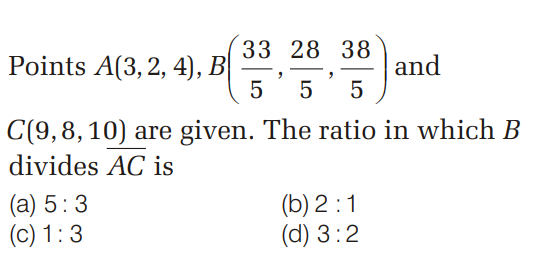 Points A(3, 2, 4), B(33/5, 28/5, 38/5) and
C(9, 8, 10) are given. The ratio in which B
divides A̅C̅ is
(a) 5 : 3 (b) 2 : 1
(c) 1 : 3 (d) 3 : 2